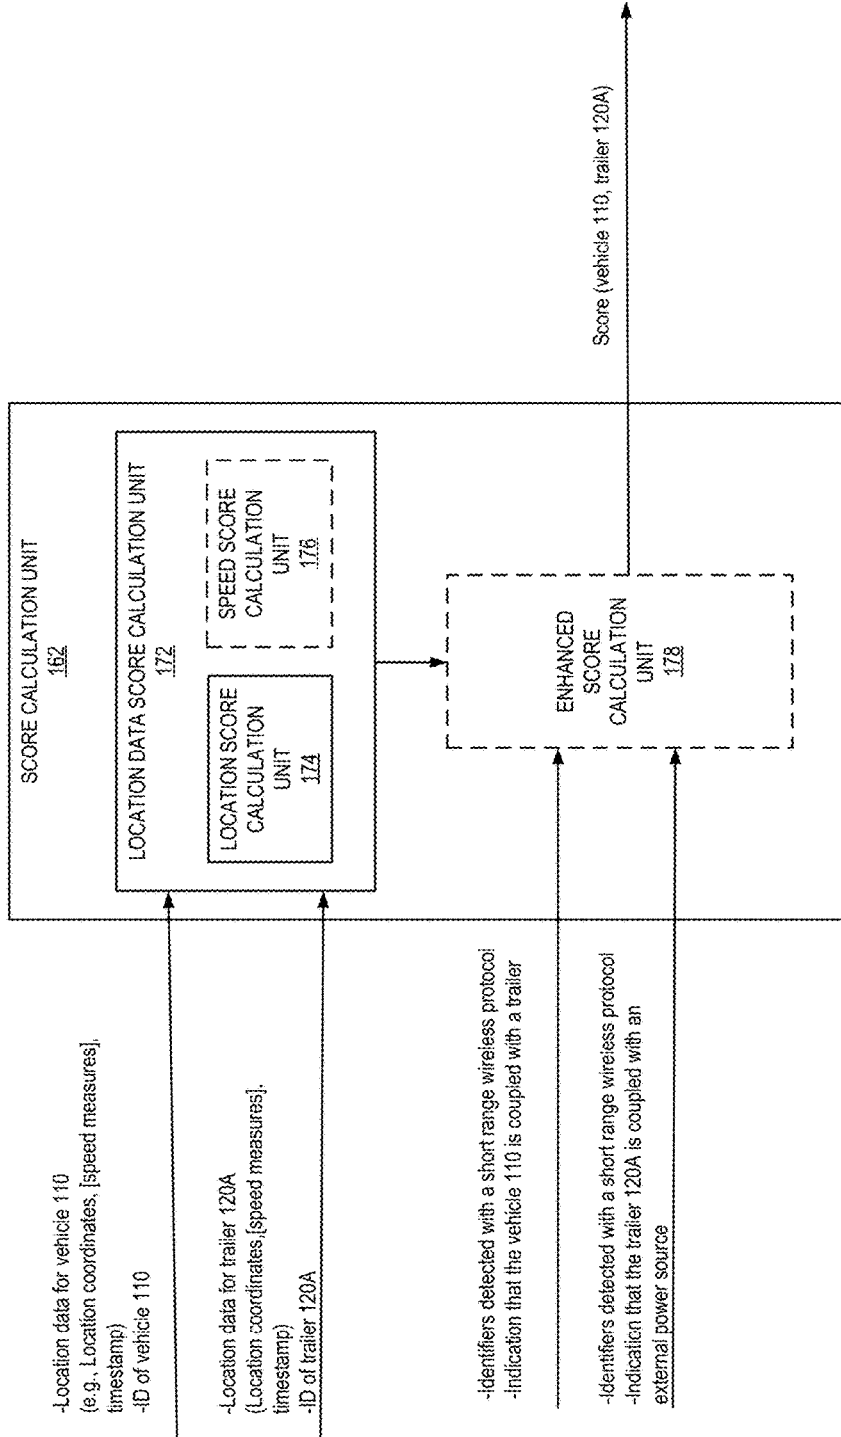 -Location data for vehicle 110
(e.g., Location coordinates, [speed measures],
timestamp)
-ID of vehicle 110
-Location data for trailer 120A
(Location coordinates,[speed measures],
timestamp)
-ID of trailer 120A
-Identifiers detected with a short range wireless protocol
-Indication that the vehicle 110 is coupled with a trailer
-Identifiers detected with a short range wireless protocol
-Indication that the trailer 120A is coupled with an
external power source
SCORE CALCULATION UNIT
162
LOCATION DATA SCORE CALCULATION UNIT
172
LOCATION SCORE
CALCULATION
UNIT
174
SPEED SCORE
CALCULATION
UNIT
176
ENHANCED
SCORE
CALCULATION
UNIT
178
Score (vehicle 110, trailer 120A)